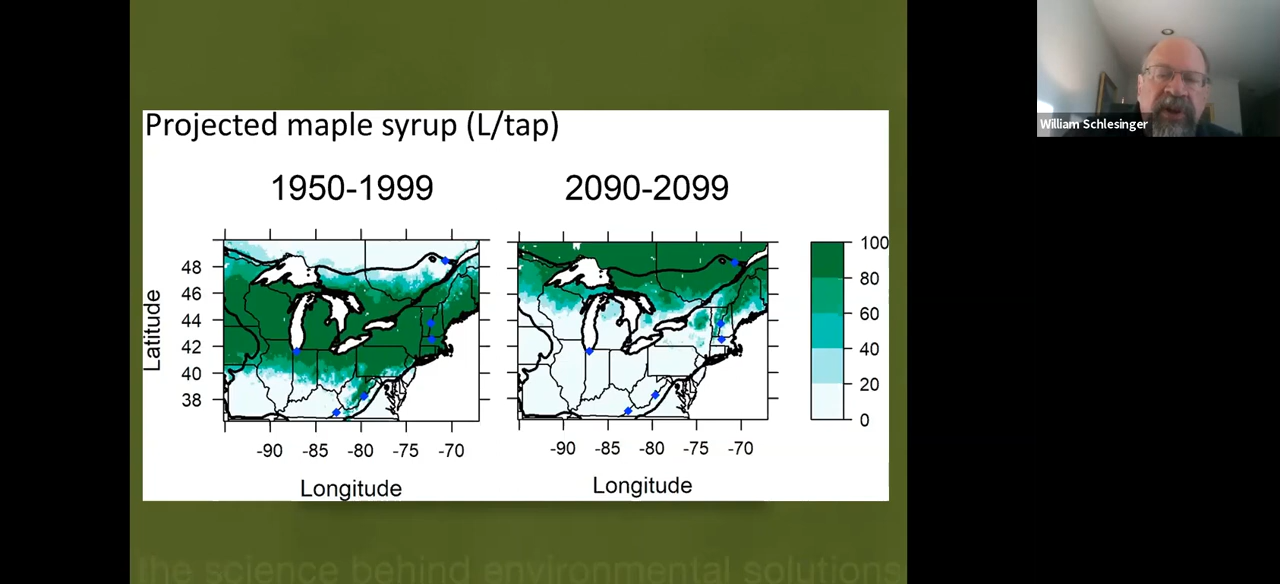 Projected maple syrup (L/tap)
1950-1999
2090-2099
Latitude
48
46
44
42
40
38
-90 -85 -80 -75 -70
Longitude
-90 -85 -80 -75 -70
Longitude
100
80
60
40
20
0
William Schlesinger
the science behind environmental solutions